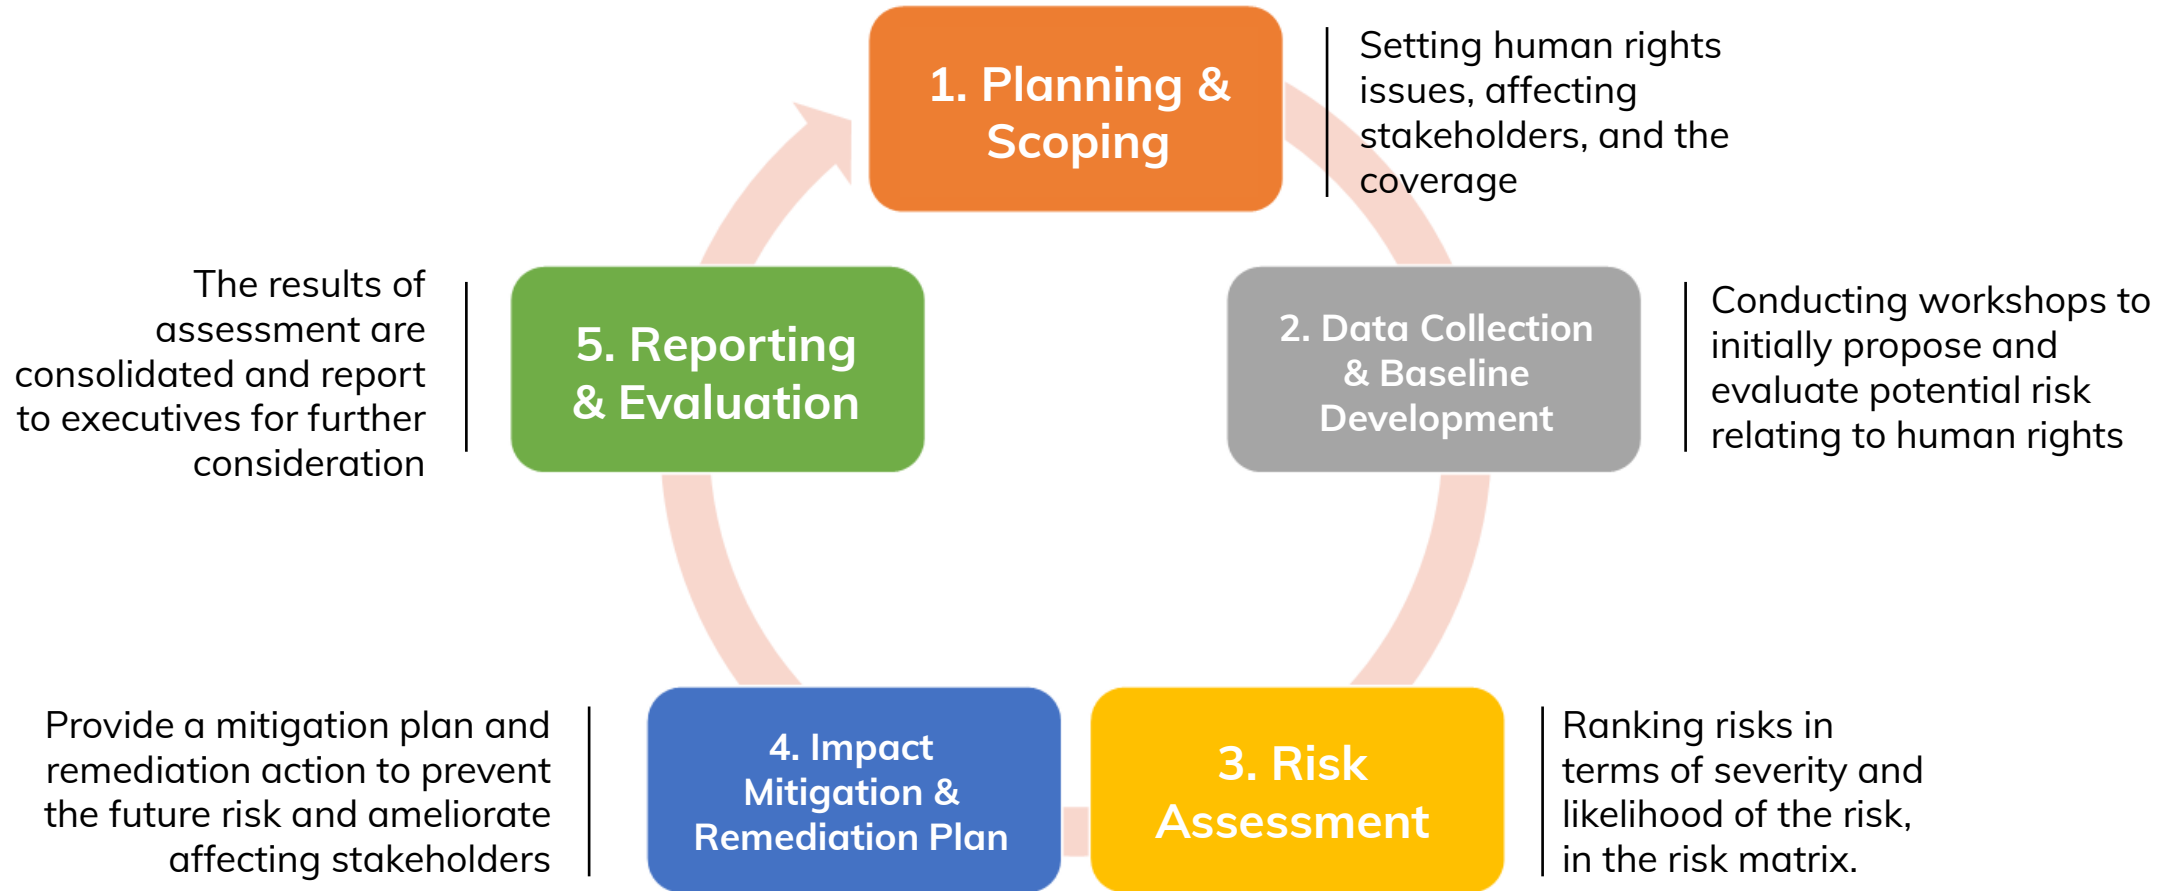 1. Planning &
Scoping
Setting human rights
issues, affecting
stakeholders, and the
coverage
2. Data Collection
& Baseline
Development
Conducting workshops to
initially propose and
evaluate potential risk
relating to human rights
3. Risk
Assessment
Ranking risks in
terms of severity and
likelihood of the risk,
in the risk matrix.
4. Impact
Mitigation &
Remediation Plan
Provide a mitigation plan and
remediation action to prevent
the future risk and ameliorate
affecting stakeholders
5. Reporting
& Evaluation
The results of
assessment are
consolidated and report
to executives for further
consideration